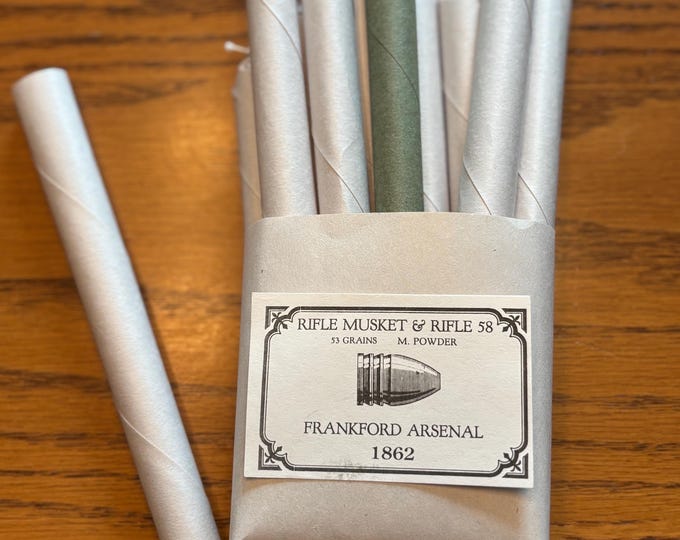 RIFLE MUSKET & RIFLE 58
53 GRAINS M. POWDER
FRANKFORD ARSENAL
1862